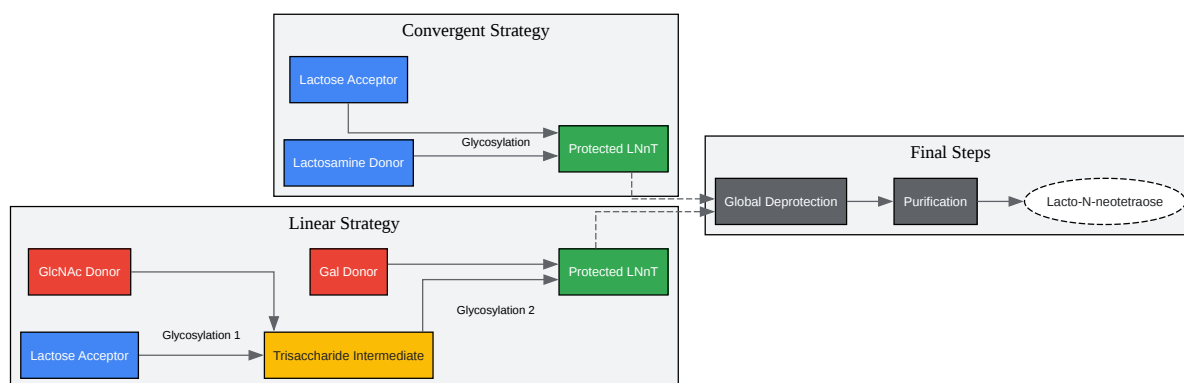 Convergent Strategy
Lactose Acceptor
Glycosylation
Lactosamine Donor
Protected LNnT
Final Steps
Global Deprotection
Purification
Lacto-N-neotetraose
Linear Strategy
GlcNAc Donor
Gal Donor
Protected LNnT
Glycosylation 2
Glycosylation 1
Lactose Acceptor
Trisaccharide Intermediate